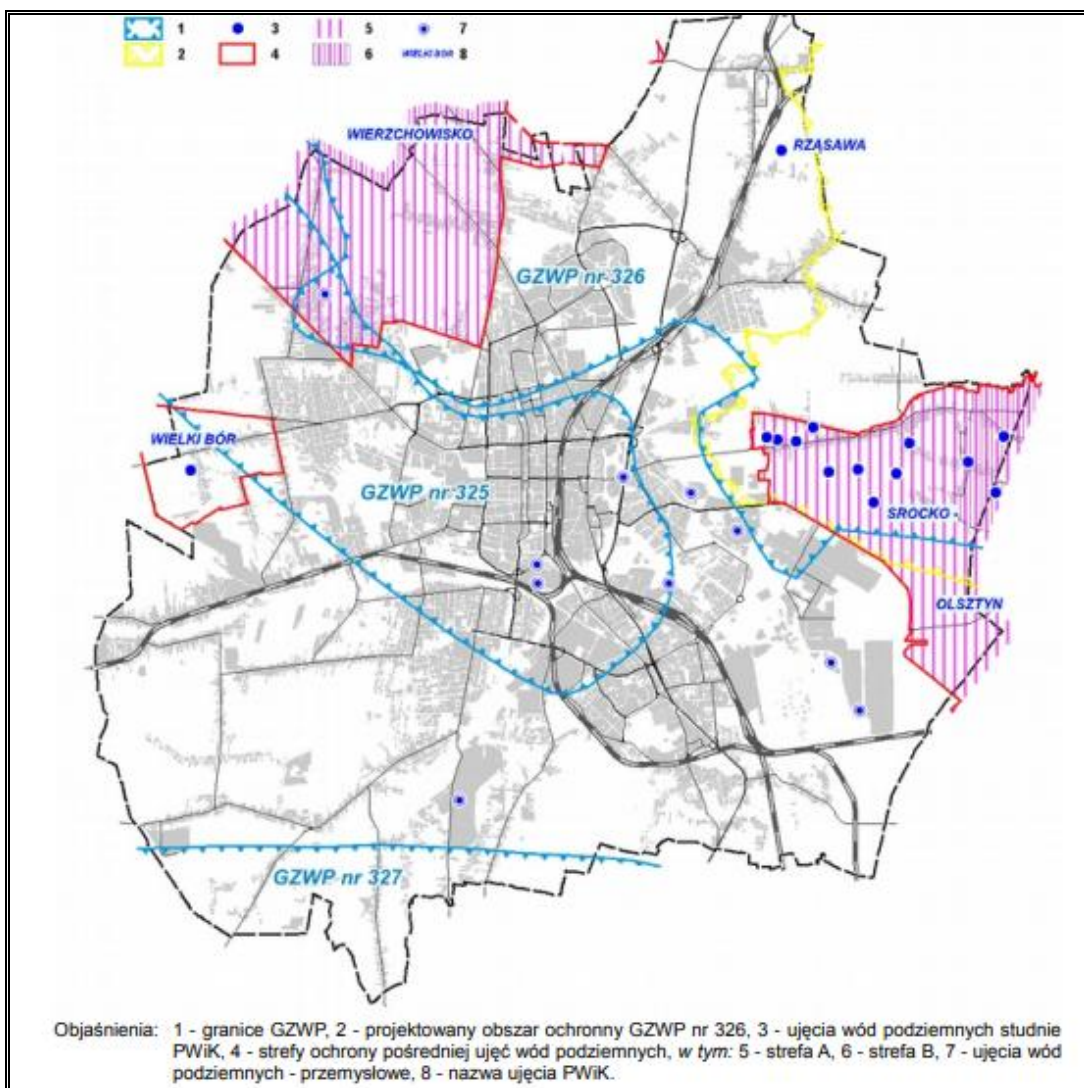 1 3 5 7
2 4 6 WIELKI BÓR 8
WIERZCHOWISKO
RZASAWA
GZWP nr 326
WIELKI BÓR
GZWP nr 325
SROCKO -
OLSZTYN
GZWP nr 327
Objaśnienia: 1 - granice GZWP, 2 - projektowany obszar ochronny GZWP nr 326, 3 - ujęcia wód podziemnych studnie
PWiK, 4 - strefy ochrony pośredniej ujęć wód podziemnych, w tym: 5 - strefa A, 6 - strefa B, 7 - ujęcia wód
podziemnych - przemysłowe, 8 - nazwa ujęcia PWiK.